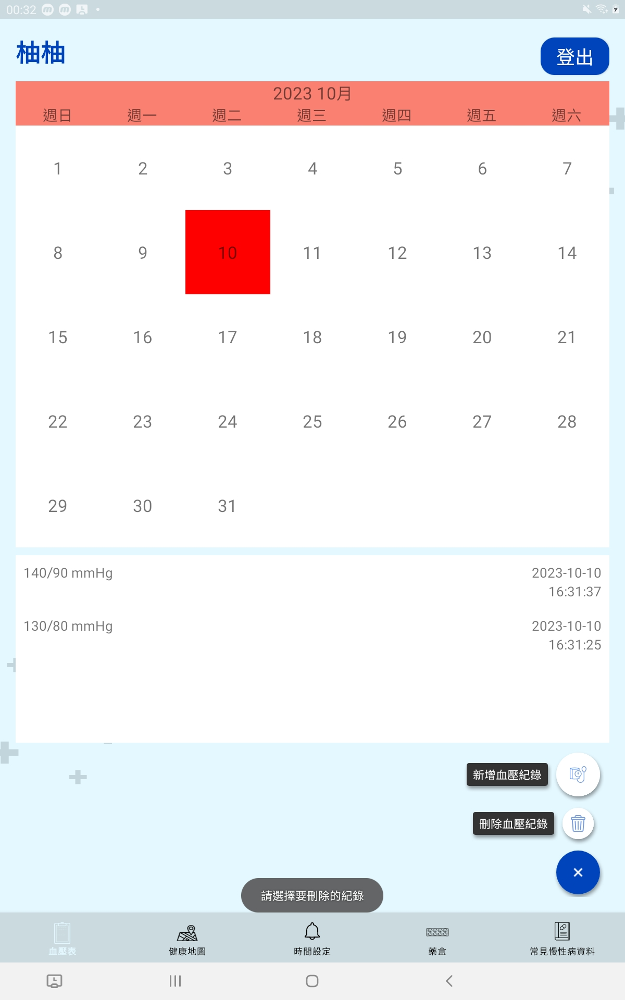 00:32
柚柚
登出
2023 10月
週日 週一 週二 週三 週四 週五 週六
1 2 3 4 5 6 7
8 9 10 11 12 13 14
15 16 17 18 19 20 21
22 23 24 25 26 27 28
29 30 31
140/90 mmHg 2023-10-10
16:31:37
130/80 mmHg 2023-10-10
16:31:25
新增血壓紀錄
刪除血壓紀錄
請選擇要刪除的紀錄
血壓表 健康地圖 時間設定 藥盒 常見慢性病資料